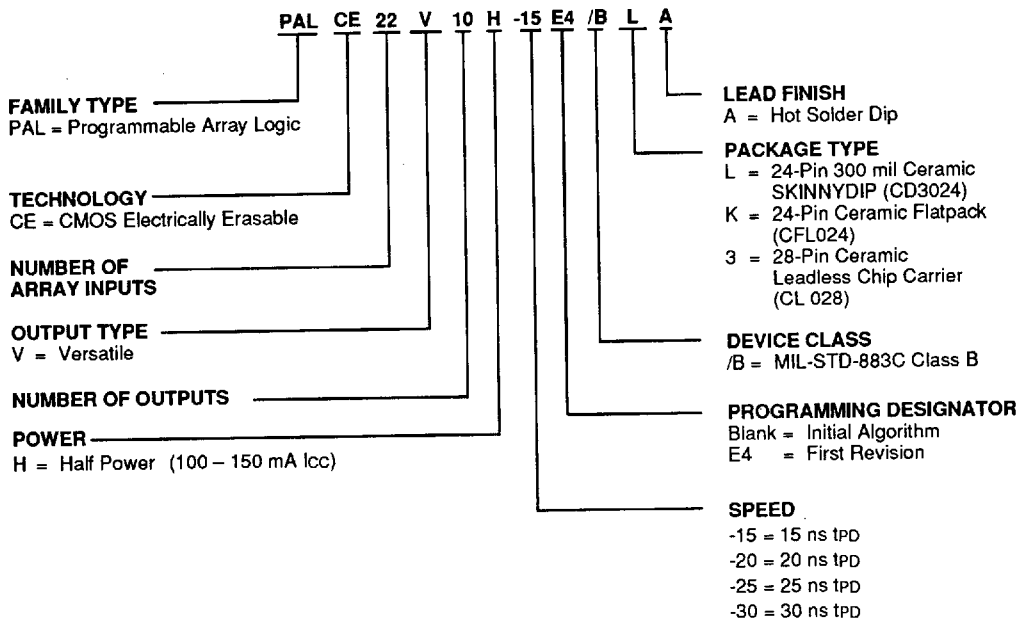 PAL CE 22 V 10 H -15 E4 /B L A
FAMILY TYPE
PAL = Programmable Array Logic
TECHNOLOGY
CE = CMOS Electrically Erasable
NUMBER OF
ARRAY INPUTS
OUTPUT TYPE
V = Versatile
NUMBER OF OUTPUTS
POWER
H = Half Power (100 – 150 mA Icc)
LEAD FINISH
A = Hot Solder Dip
PACKAGE TYPE
L = 24-Pin 300 mil Ceramic
SKINNYDIP (CD3024)
K = 24-Pin Ceramic Flatpack
(CFL024)
3 = 28-Pin Ceramic
Leadless Chip Carrier
(CL 028)
DEVICE CLASS
/B = MIL-STD-883C Class B
PROGRAMMING DESIGNATOR
Blank = Initial Algorithm
E4 = First Revision
SPEED
-15 = 15 ns tPD
-20 = 20 ns tPD
-25 = 25 ns tPD
-30 = 30 ns tPD